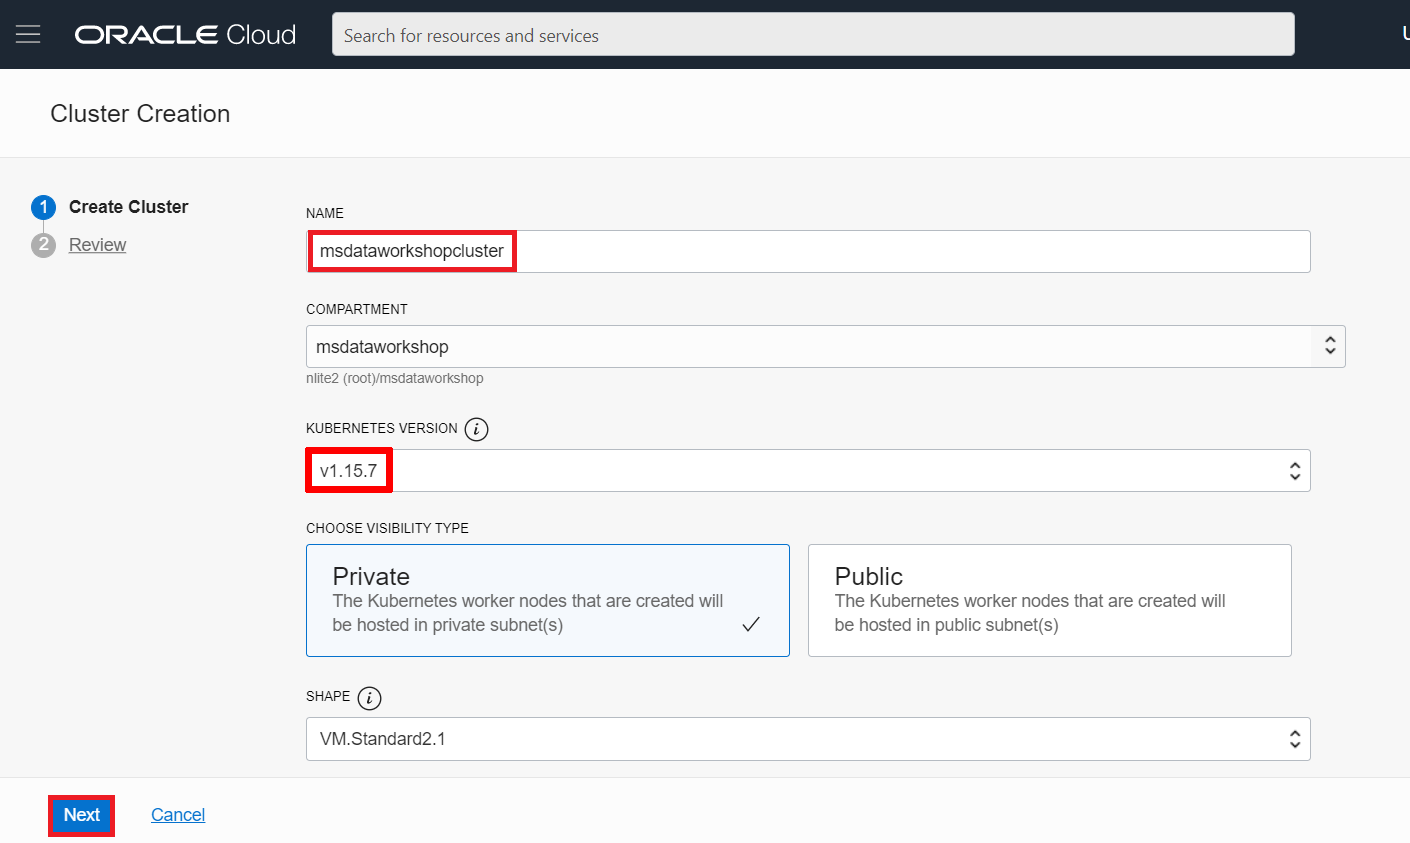 ORACLE Cloud
Search for resources and services
U
Cluster Creation
1 Create Cluster
2 Review
NAME
msdataworkshopcluster
COMPARTMENT
msdataworkshop
nlite2 (root)/msdataworkshop
KUBERNETES VERSION i
v1.15.7
CHOOSE VISIBILITY TYPE
Private
The Kubernetes worker nodes that are created will
be hosted in private subnet(s)
Public
The Kubernetes worker nodes that are created will
be hosted in public subnet(s)
SHAPE i
VM.Standard2.1
Next Cancel